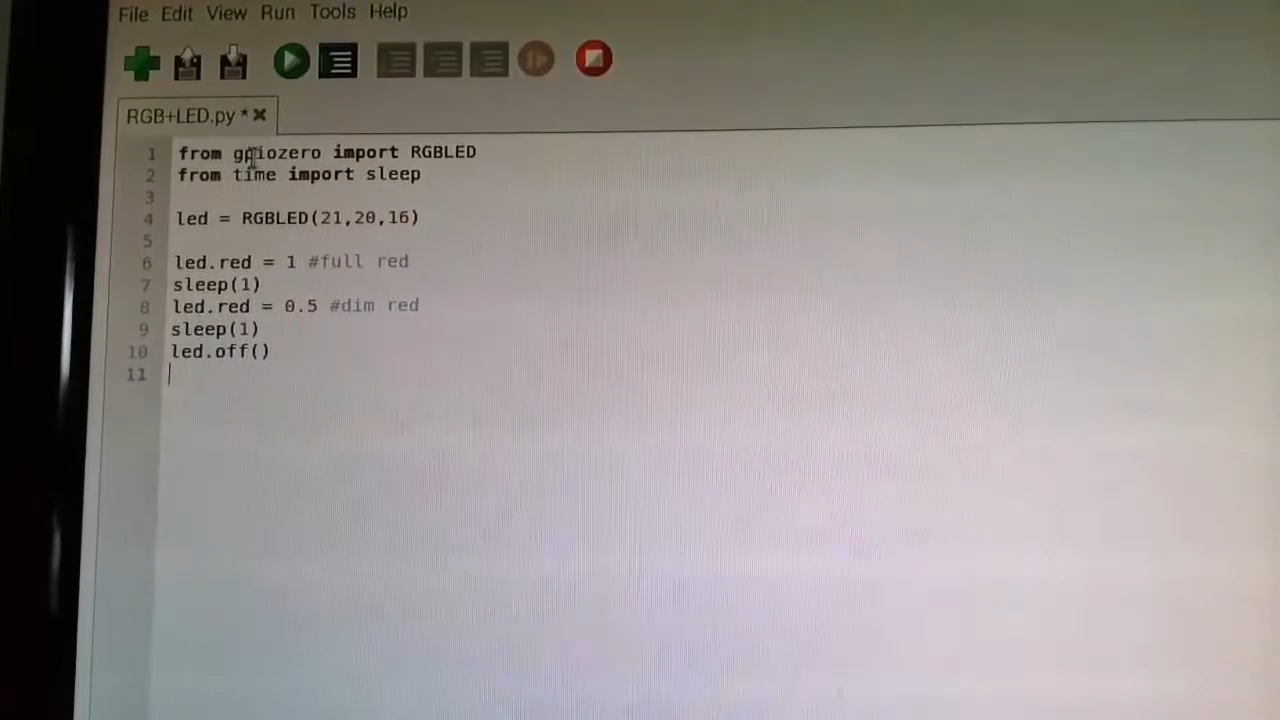 File Edit View Run Tools Help
RGB+LED.py *
1 from gpiozero import RGBLED
2 from time import sleep
3
4 led = RGBLED(21,20,16)
5
6 led.red = 1 #full red
7 sleep(1)
8 led.red = 0.5 #dim red
9 sleep(1)
10 led.off()
11